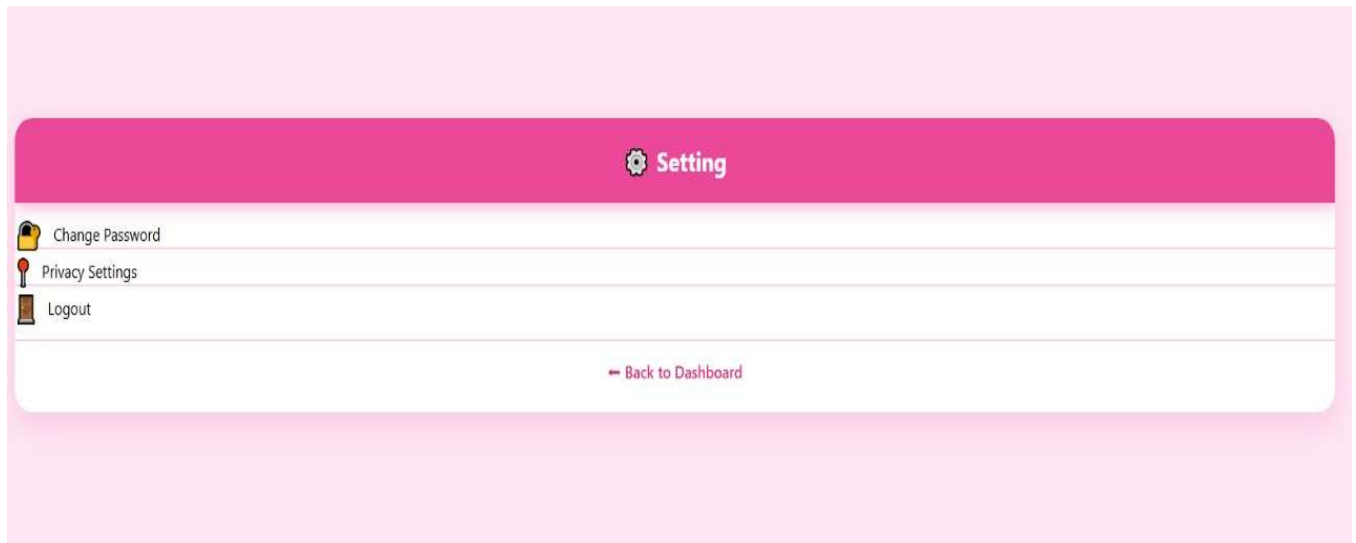 Setting
Change Password
Privacy Settings
Logout
← Back to Dashboard